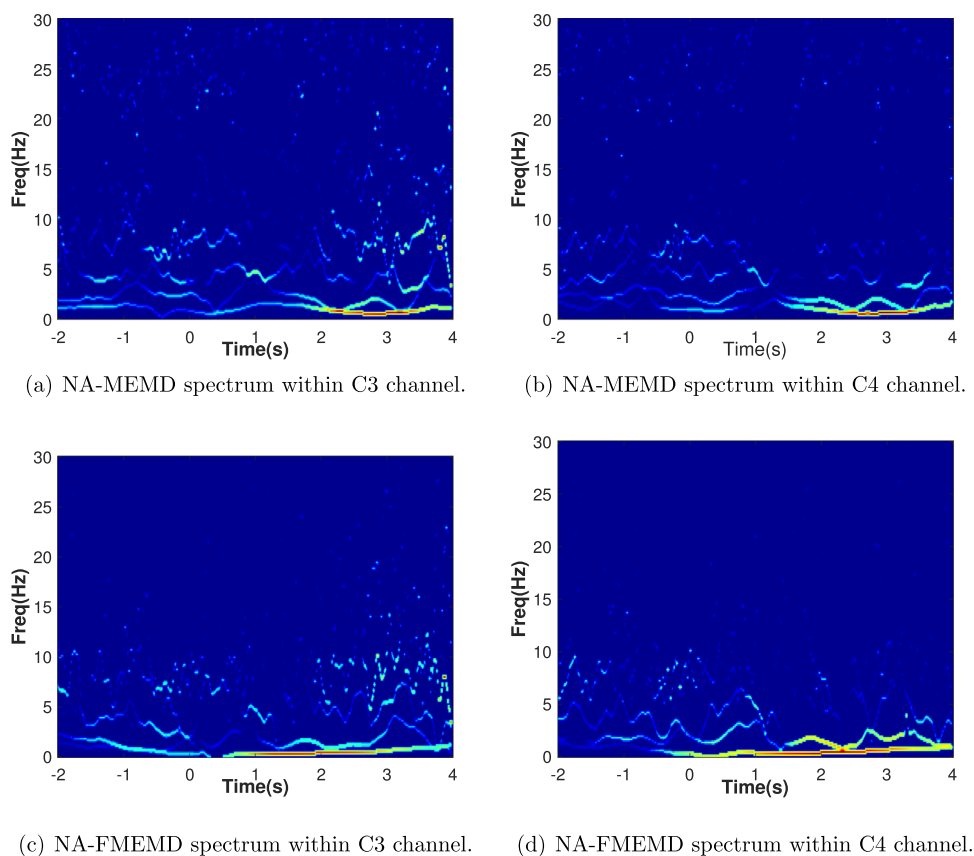 30
25
20
15
10
5
0
Freq(Hz)
-2 -1 0 1 2 3 4
Time(s)
(a) NA-MEMD spectrum within C3 channel.
30
25
20
15
10
5
0
Freq(Hz)
-2 -1 0 1 2 3 4
Time(s)
(b) NA-MEMD spectrum within C4 channel.
30
25
20
15
10
5
0
Freq(Hz)
-2 -1 0 1 2 3 4
Time(s)
(c) NA-FMEMD spectrum within C3 channel.
30
25
20
15
10
5
0
Freq(Hz)
-2 -1 0 1 2 3 4
Time(s)
(d) NA-FMEMD spectrum within C4 channel.